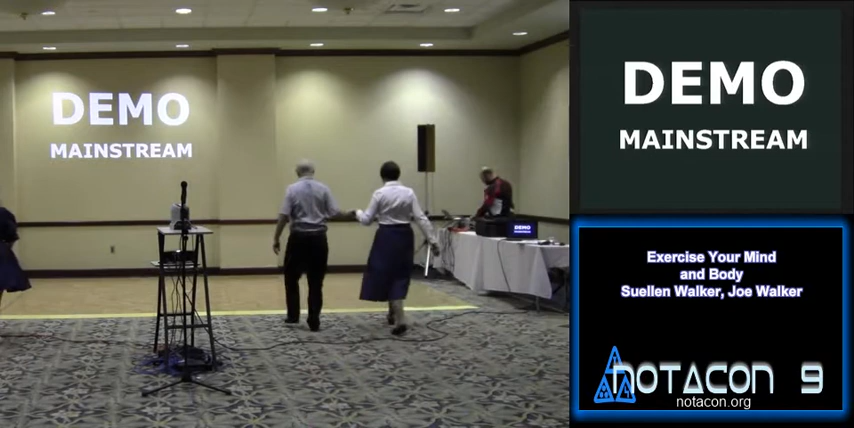 DEMO
MAINSTREAM
DEMO
MAINSTREAM
DEMO
Exercise Your Mind
and Body
Suellen Walker, Joe Walker
NOTACON 9
notacon.org